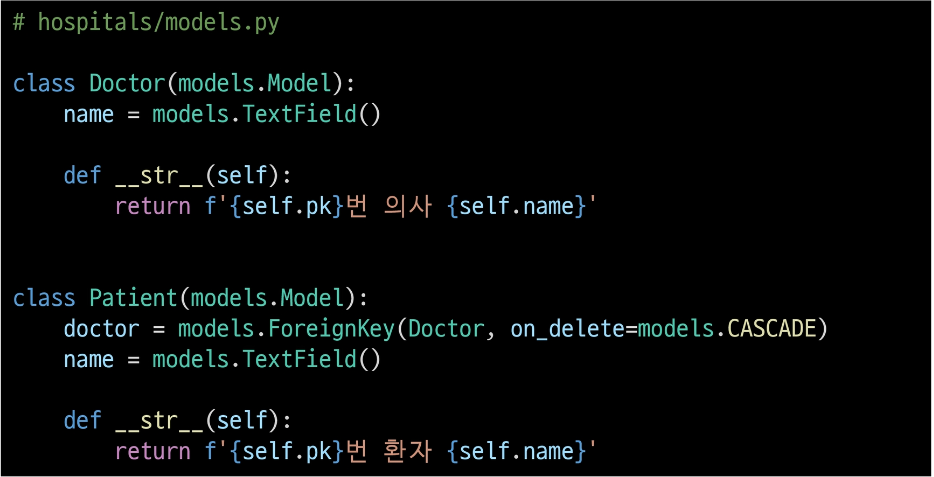 # hospitals/models.py
class Doctor(models.Model):
    name = models.TextField()
    def __str__(self):
        return f'{self.pk}번 의사 {self.name}'
class Patient(models.Model):
    doctor = models.ForeignKey(Doctor, on_delete=models.CASCADE)
    name = models.TextField()
    def __str__(self):
        return f'{self.pk}번 환자 {self.name}'